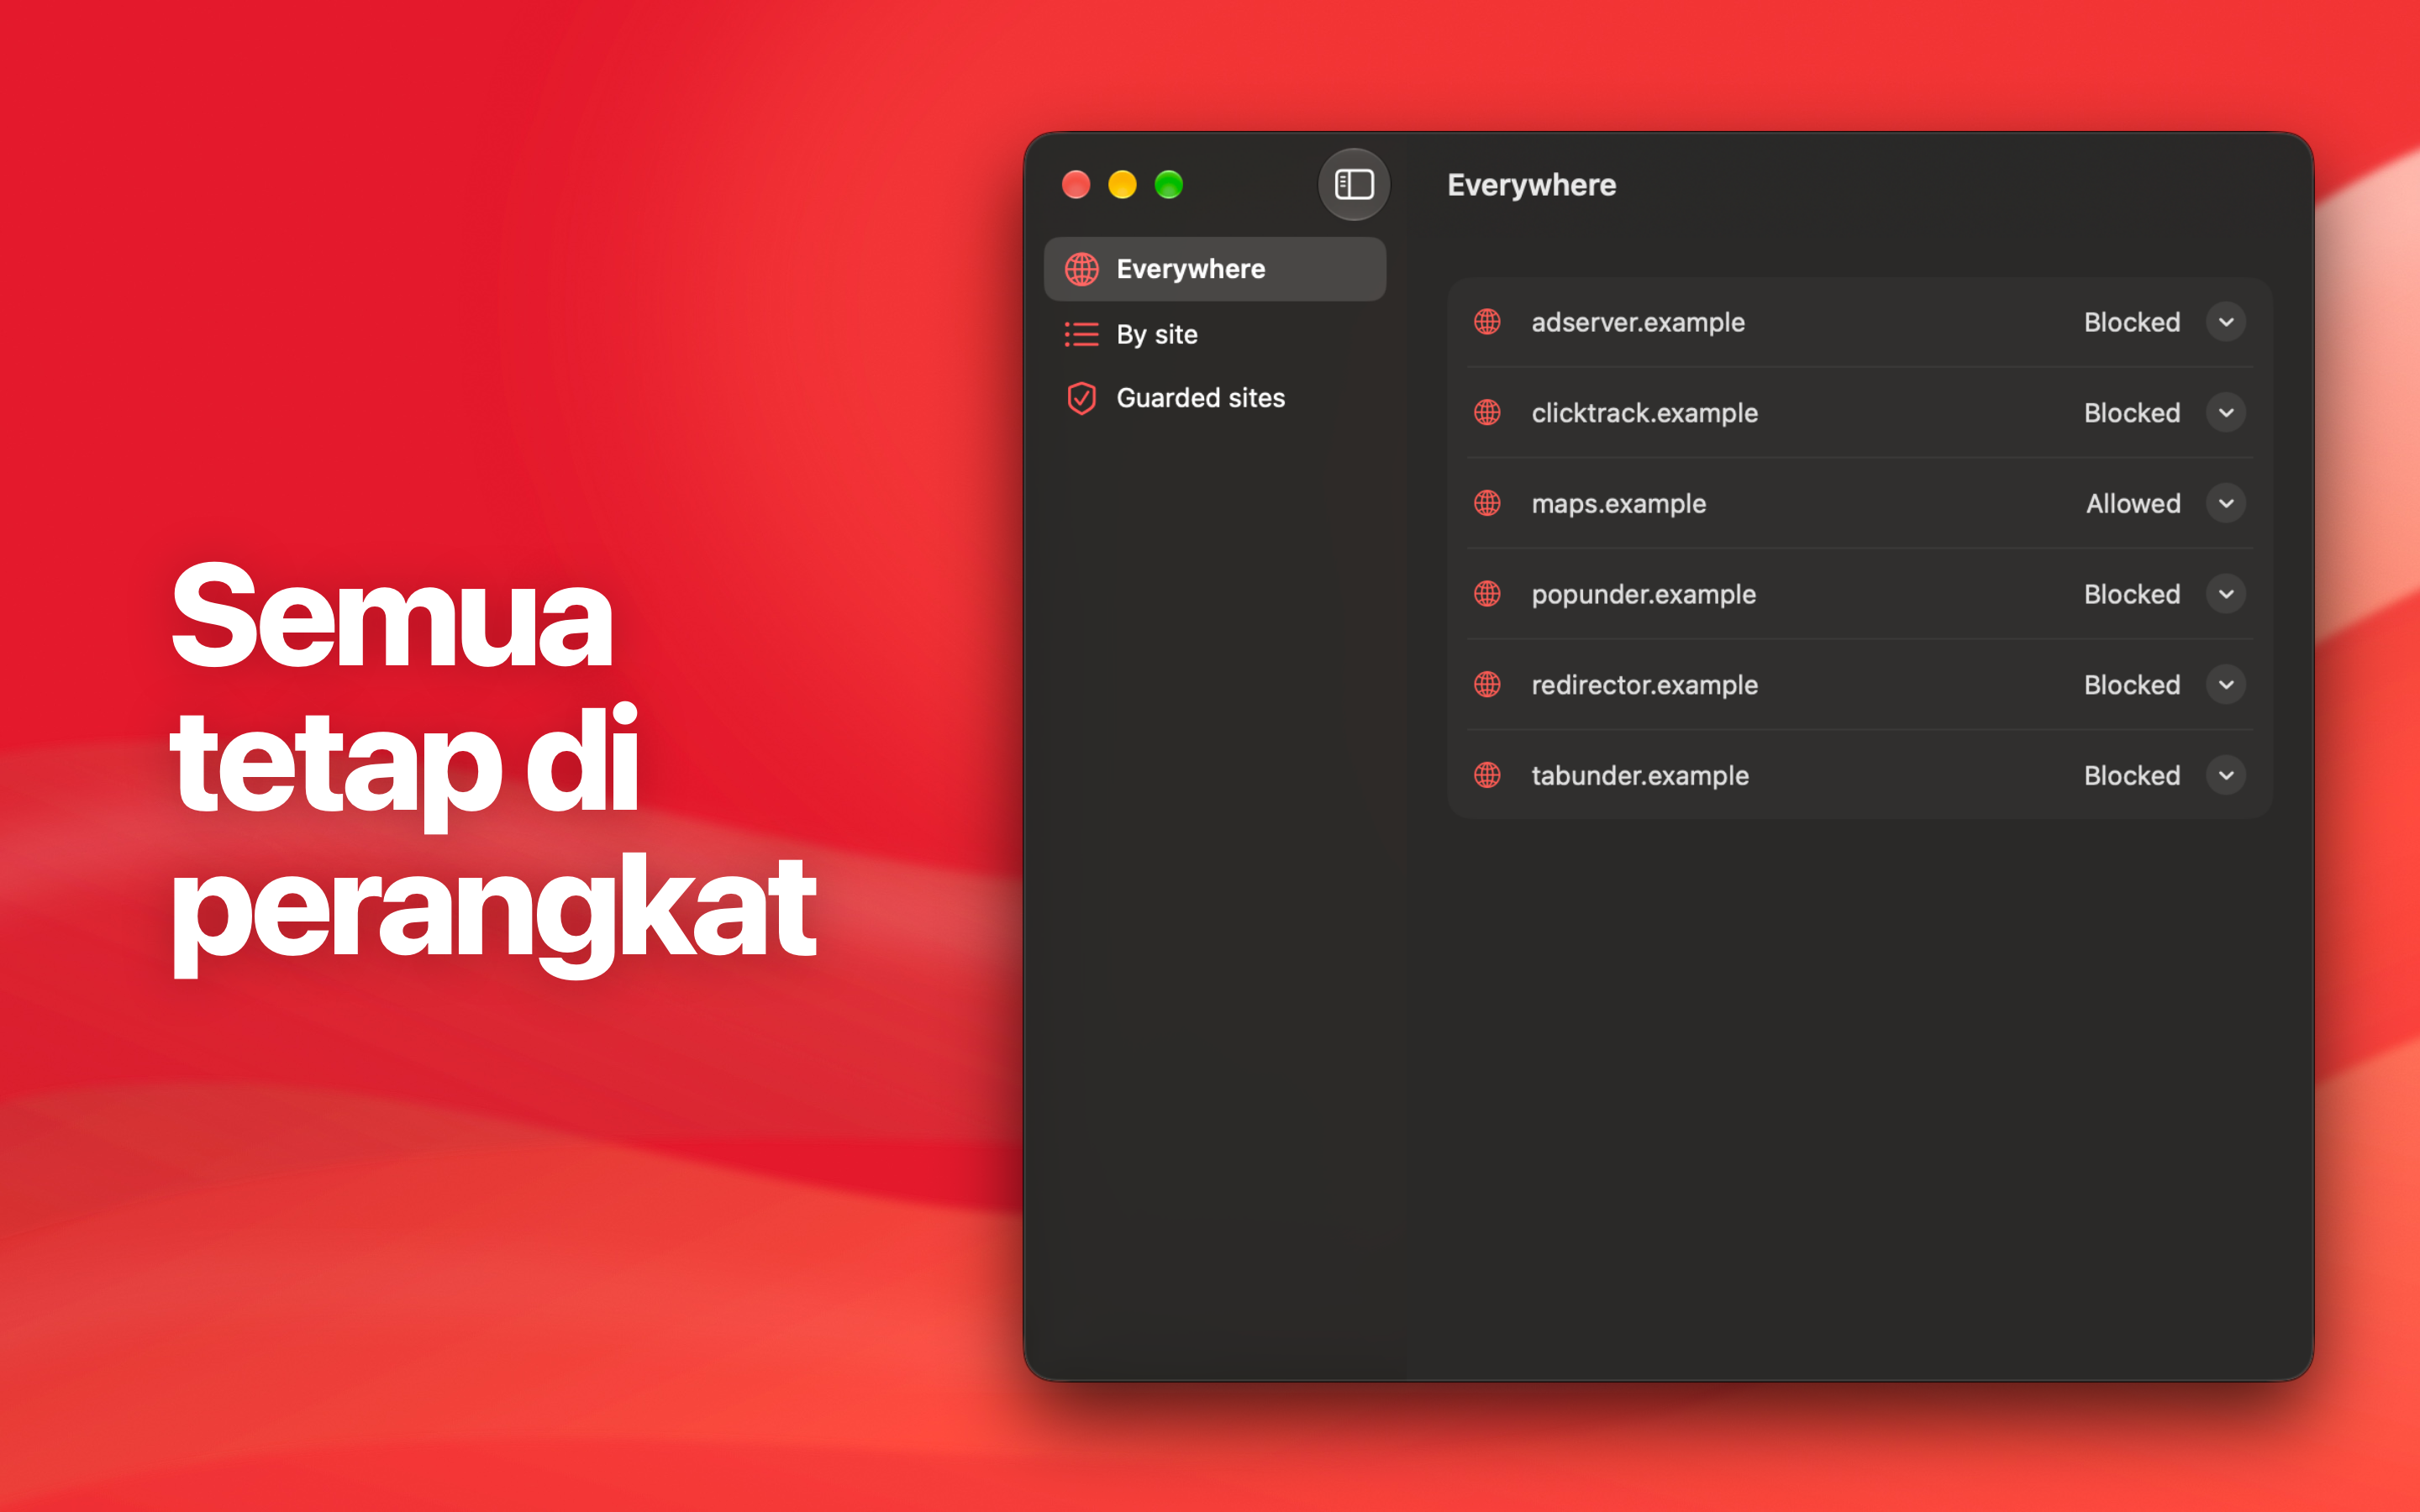 Semua
tetap di
perangkat
Everywhere
By site
Guarded sites
Everywhere
adserver.example Blocked
clicktrack.example Blocked
maps.example Allowed
popunder.example Blocked
redirector.example Blocked
tabunder.example Blocked